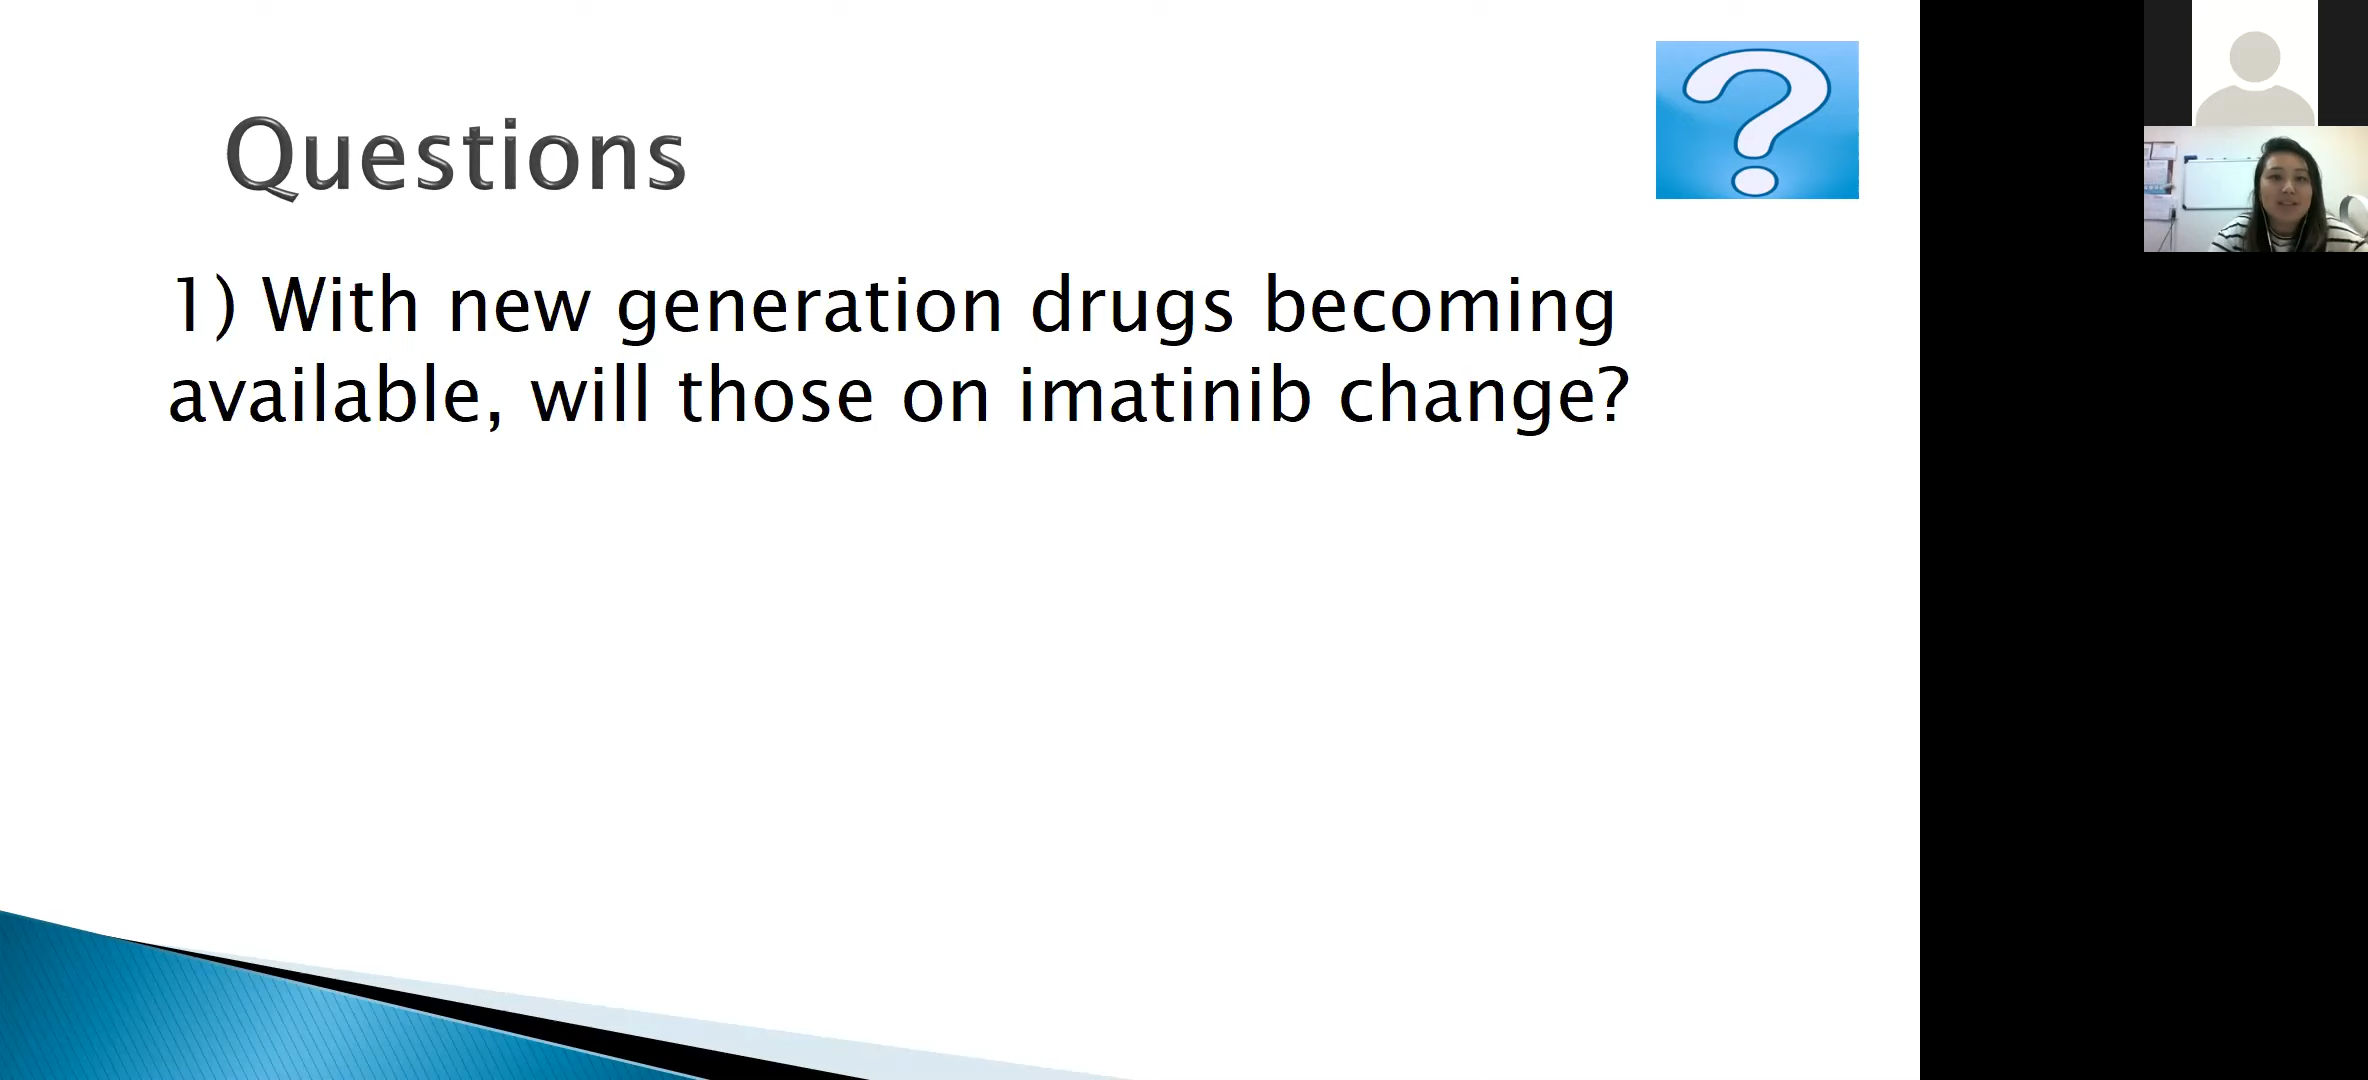 Questions
1) With new generation drugs becoming
available, will those on imatinib change?